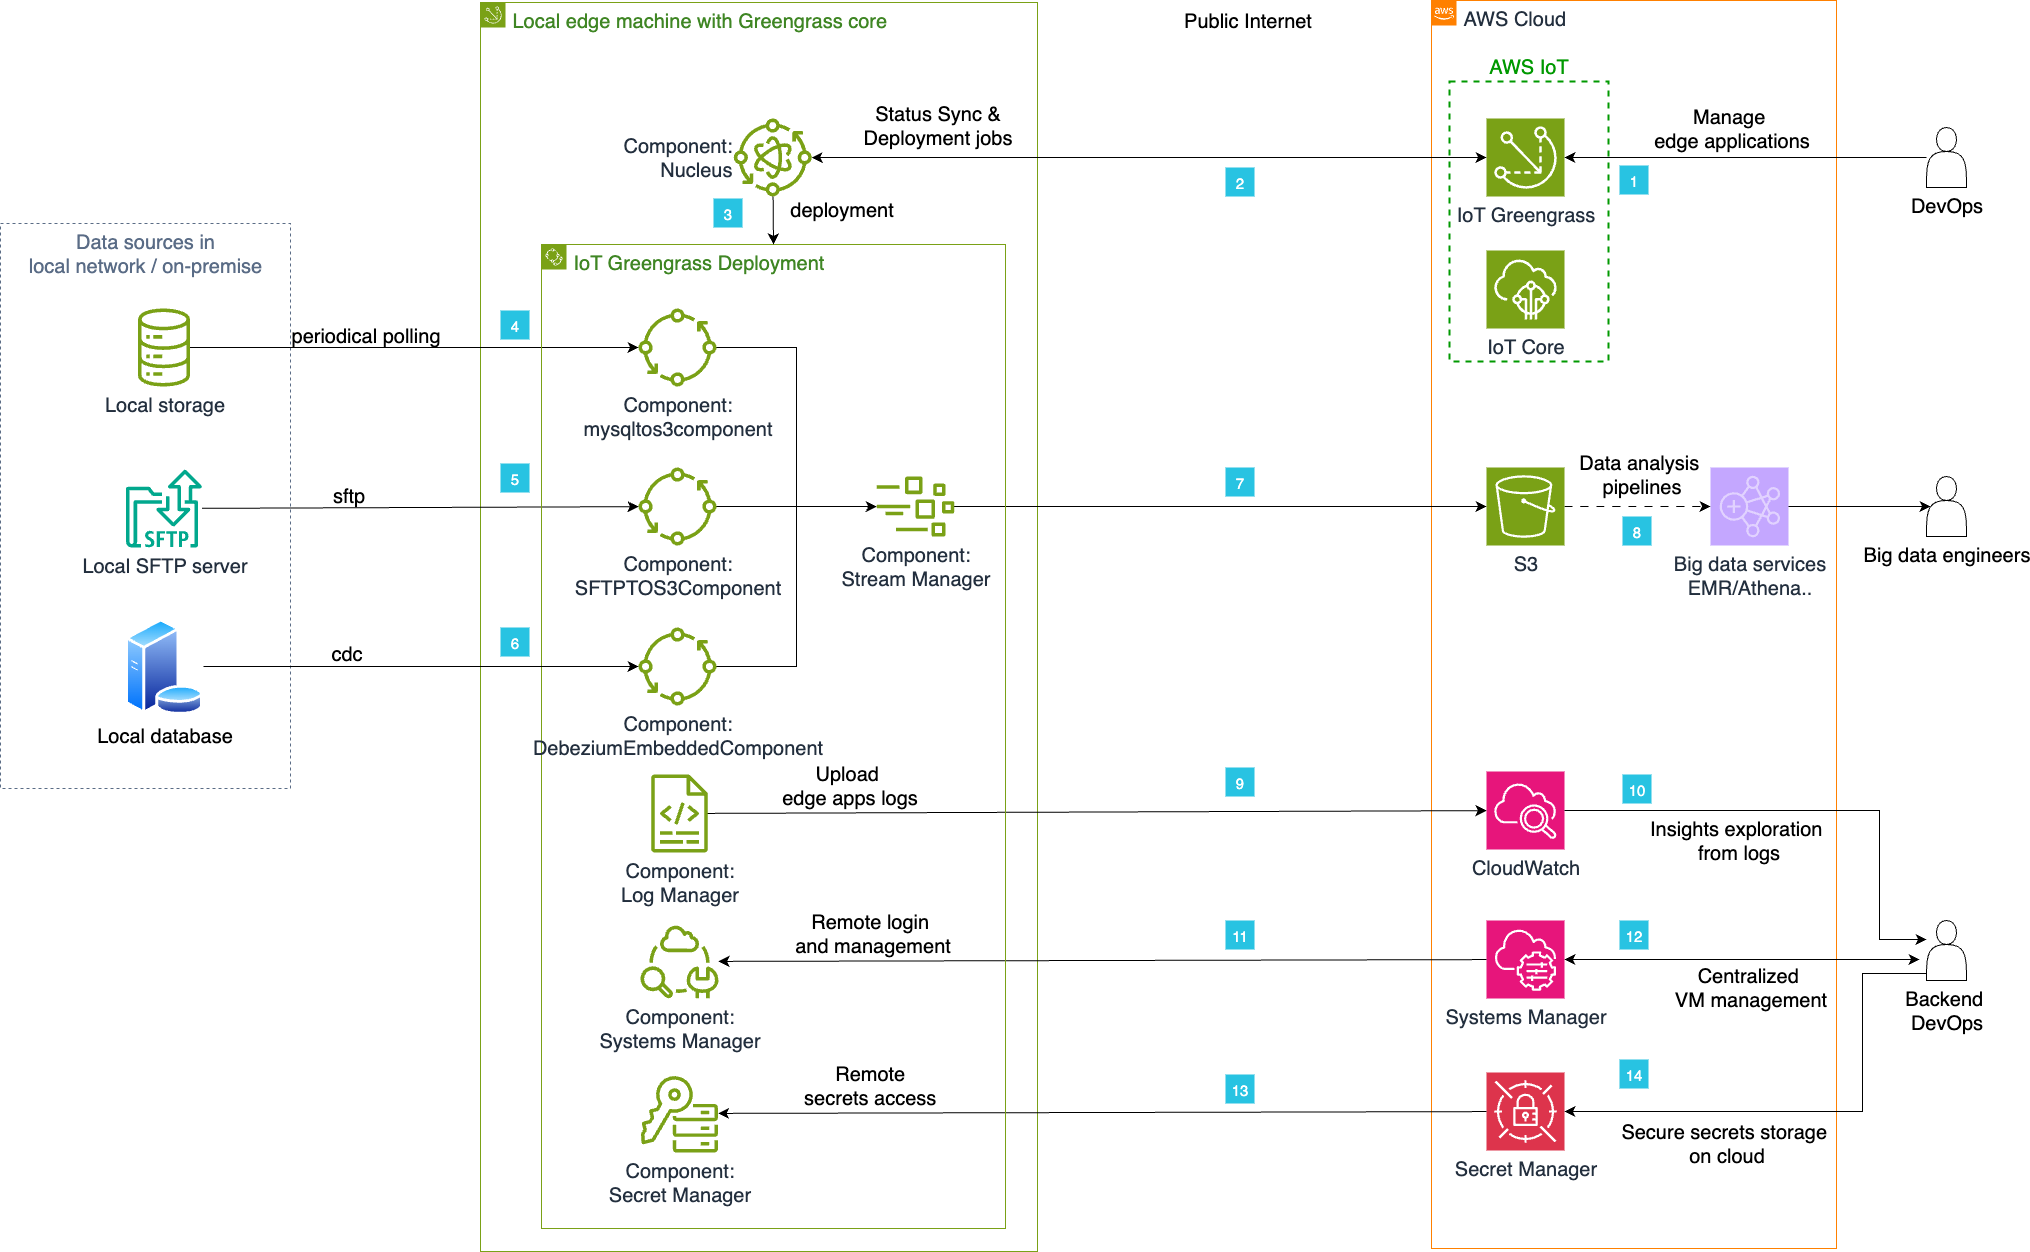 Local edge machine with Greengrass core
Public Internet
aws
AWS Cloud
AWS IoT
Status Sync &
Deployment jobs
Manage
edge applications
Component:
Nucleus
2
1
IoT Greengrass
DevOps
3
deployment
Data sources in
local network / on-premise
IoT Greengrass Deployment
IoT Core
periodical polling
4
Local storage
Component:
mysqltos3component
sftp
5
SFTP
Local SFTP server
Component:
SFTPTOS3Component
Component:
Stream Manager
7
S3
Data analysis
pipelines
8
Big data services
EMR/Athena..
Big data engineers
cdc
6
Local database
Component:
DebeziumEmbeddedComponent
Upload
edge apps logs
9
10
Insights exploration
from logs
CloudWatch
Component:
Log Manager
Remote login
and management
11
12
Centralized
VM management
Systems Manager
Backend
DevOps
Component:
Systems Manager
Remote
secrets access
13
14
Secure secrets storage
on cloud
Secret Manager
Component:
Secret Manager